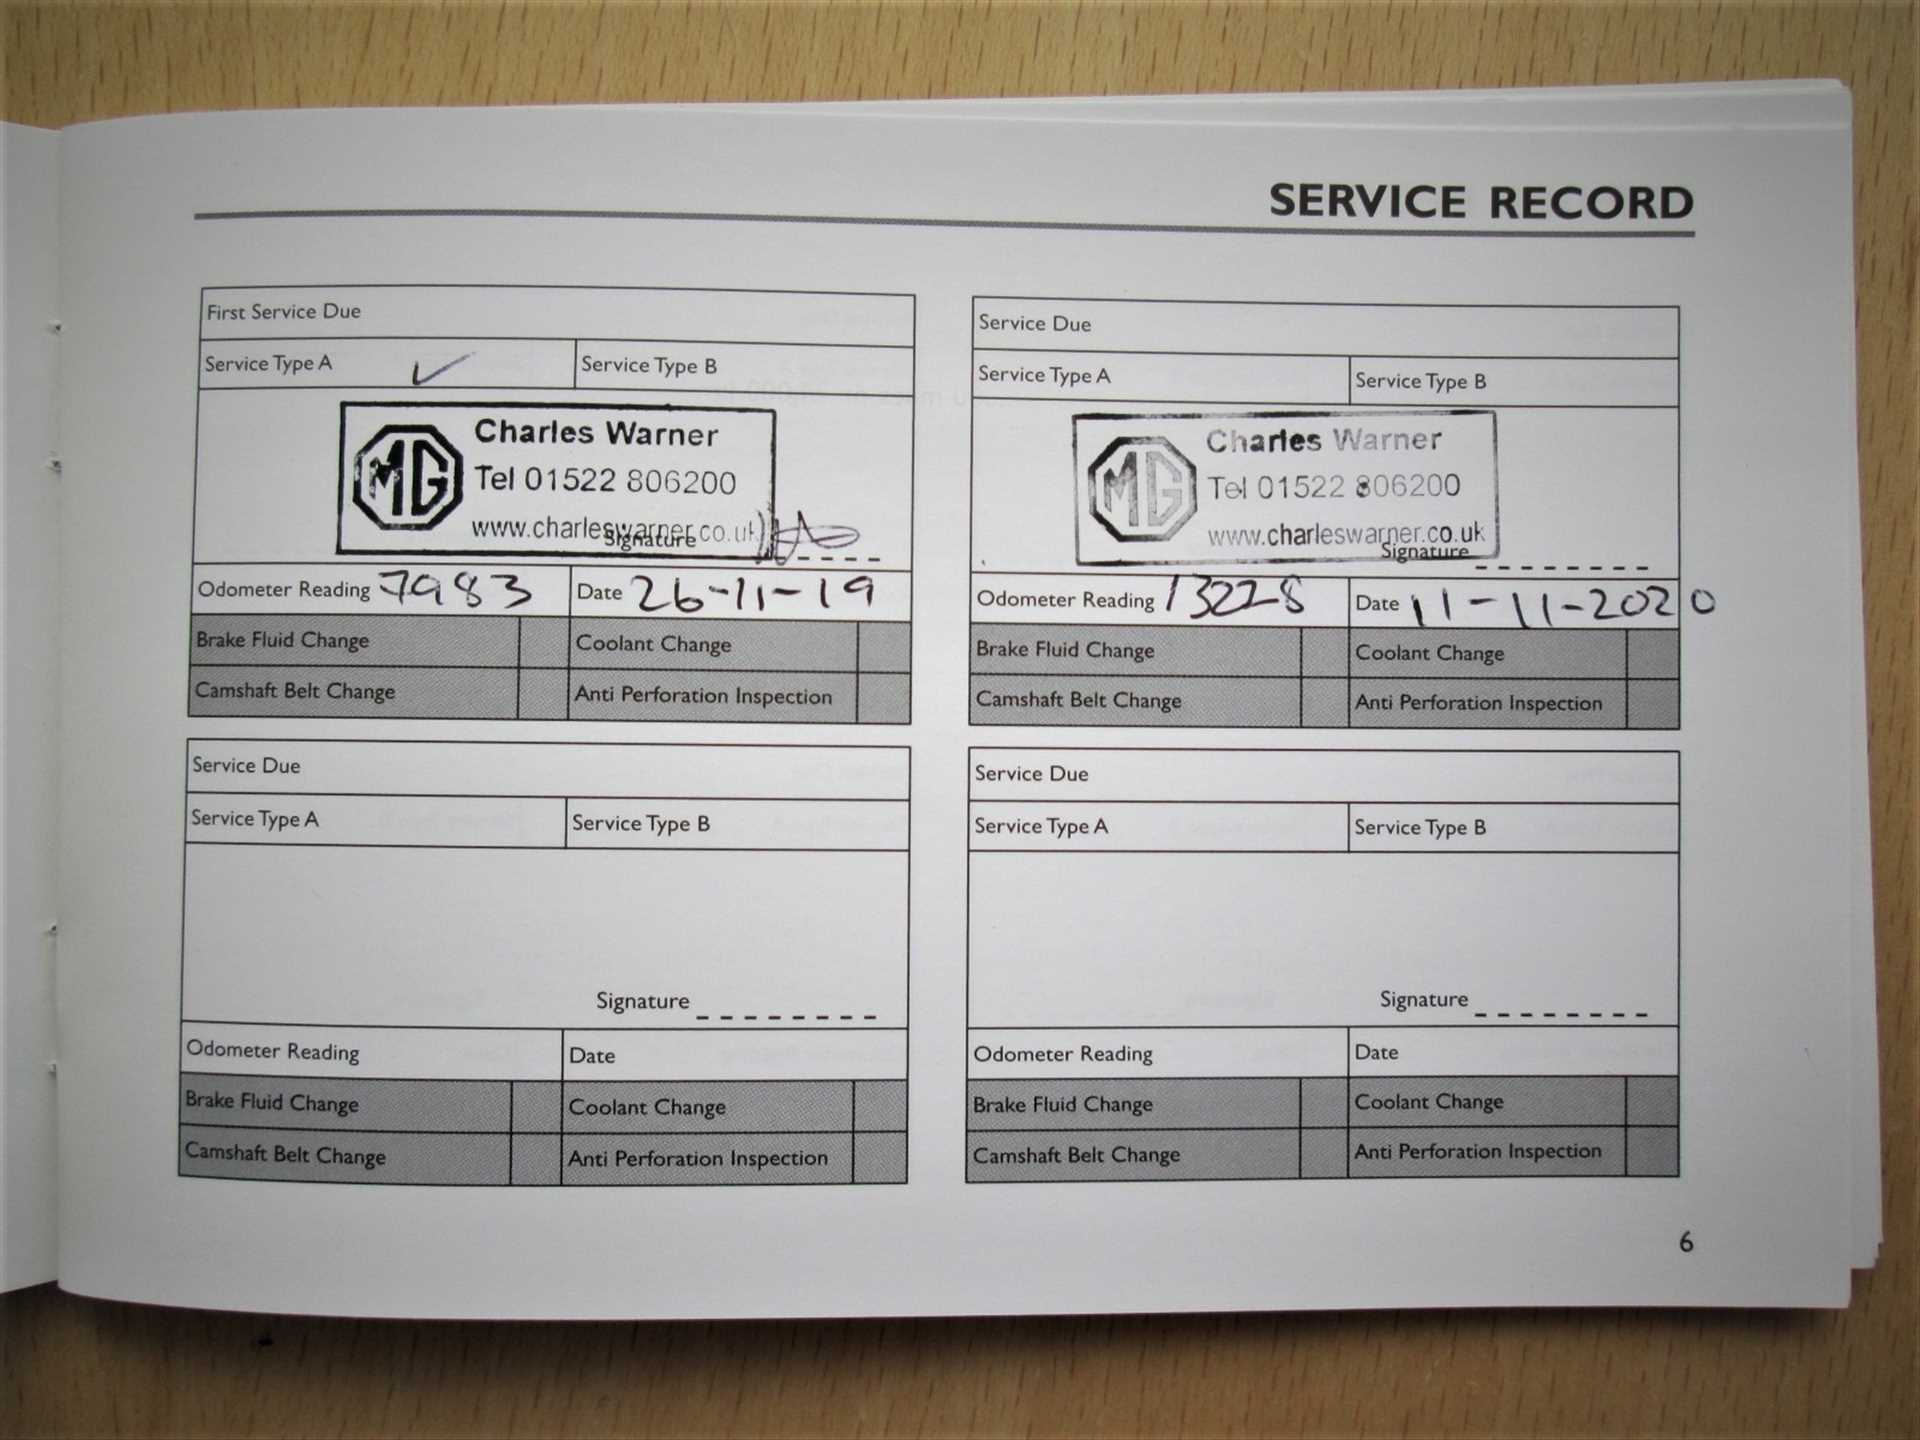 SERVICE RECORD
First Service Due
Service Type A ✓ Service Type B
MG
Charles Warner
Tel 01522 806200
www.charleswarner.co.uk
Signature
Odometer Reading 7983 Date 26-11-19
Brake Fluid Change Coolant Change
Camshaft Belt Change Anti Perforation Inspection
Service Due
Service Type A Service Type B
MG
Charles Warner
Tel 01522 806200
www.charleswarner.co.uk
Signature
Odometer Reading 13228 Date 11-11-2020
Brake Fluid Change Coolant Change
Camshaft Belt Change Anti Perforation Inspection
Service Due
Service Type A Service Type B
Signature
Odometer Reading Date
Brake Fluid Change Coolant Change
Camshaft Belt Change Anti Perforation Inspection
Service Due
Service Type A Service Type B
Signature
Odometer Reading Date
Brake Fluid Change Coolant Change
Camshaft Belt Change Anti Perforation Inspection
6